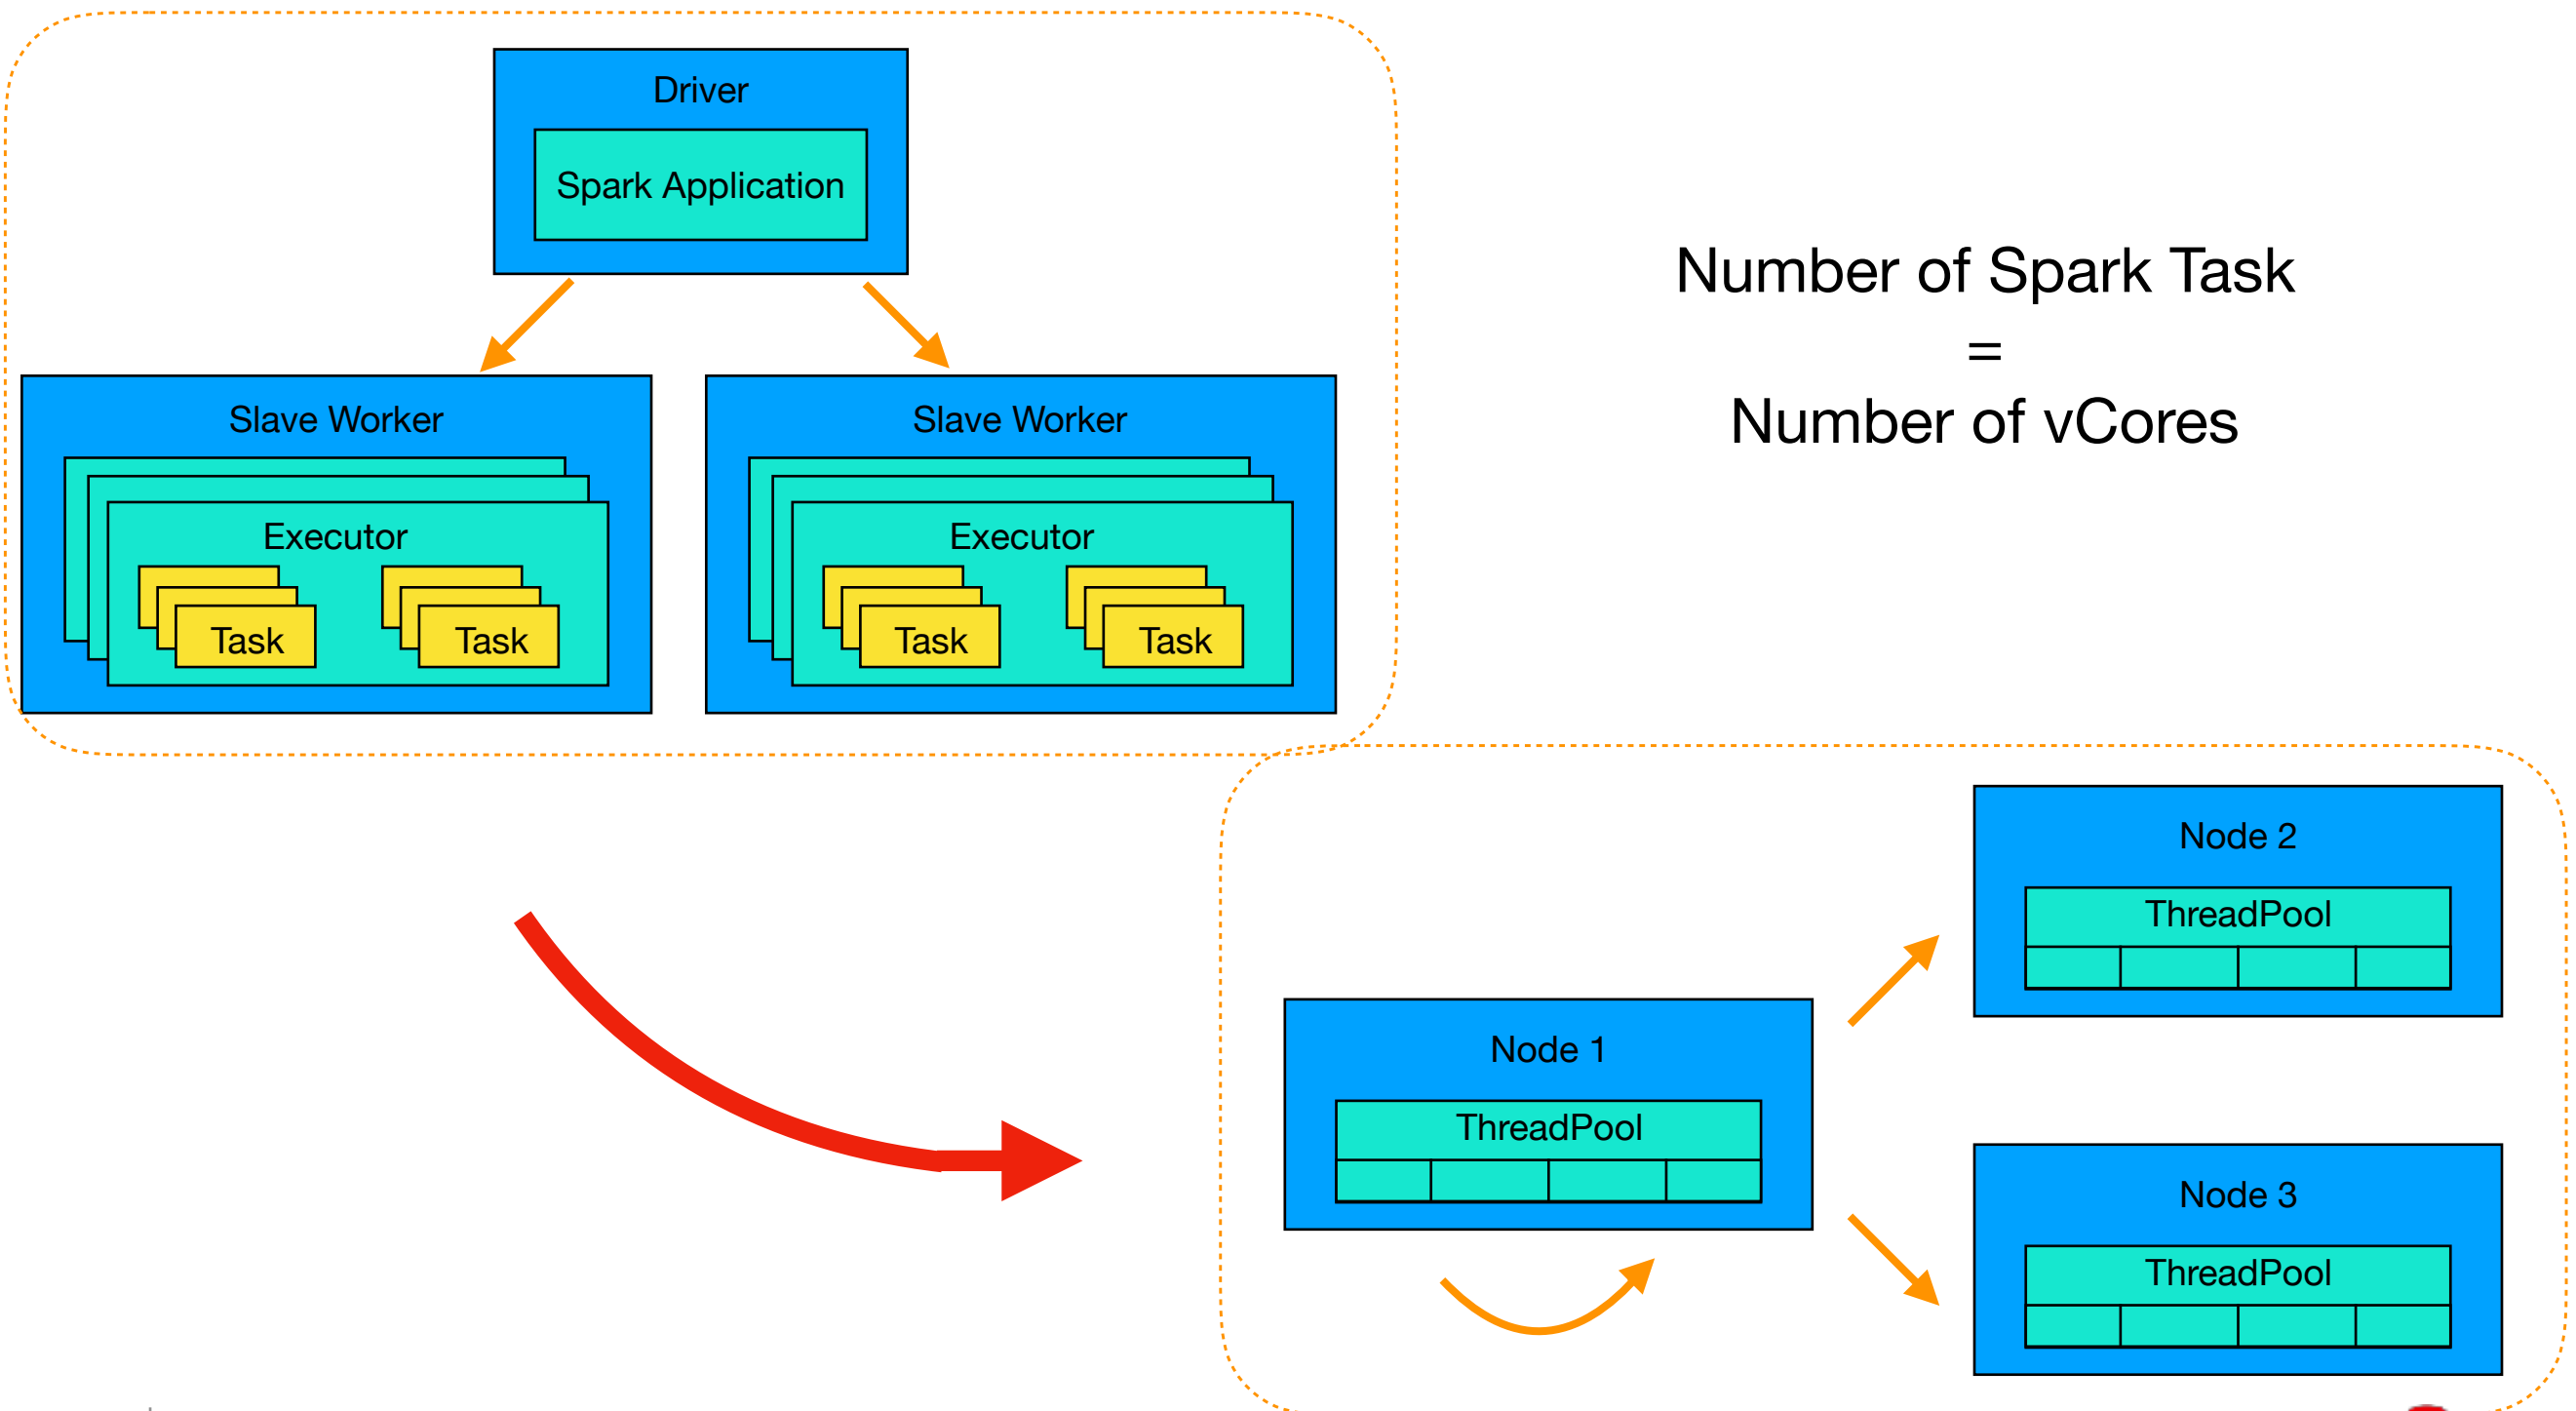 Driver
Spark Application
Number of Spark Task
=
Number of vCores
Slave Worker
Executor
Task
Task
Slave Worker
Executor
Task
Task
Node 1
ThreadPool
Node 2
ThreadPool
Node 3
ThreadPool